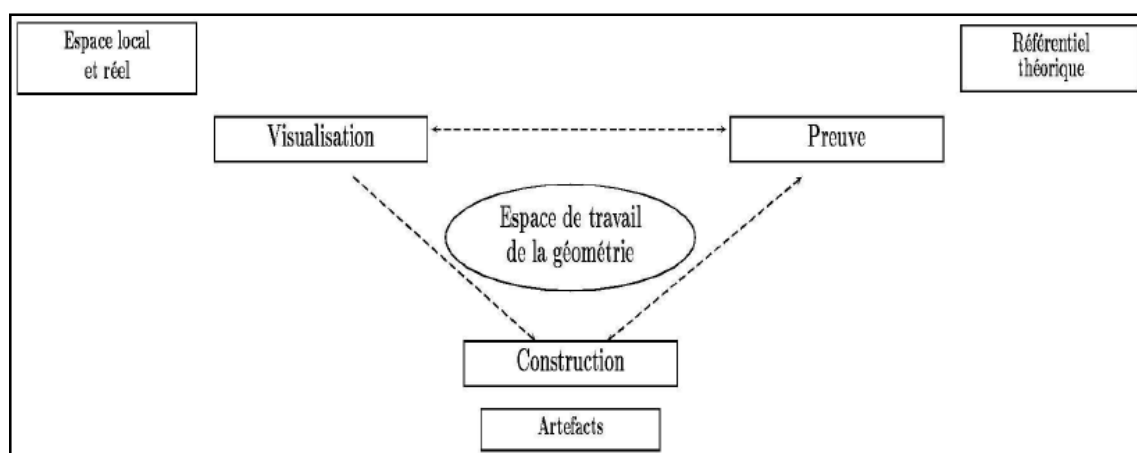 Espace local
et réel
Référentiel
théorique
Visualisation
Preuve
Espace de travail
de la géométrie
Construction
Artefacts